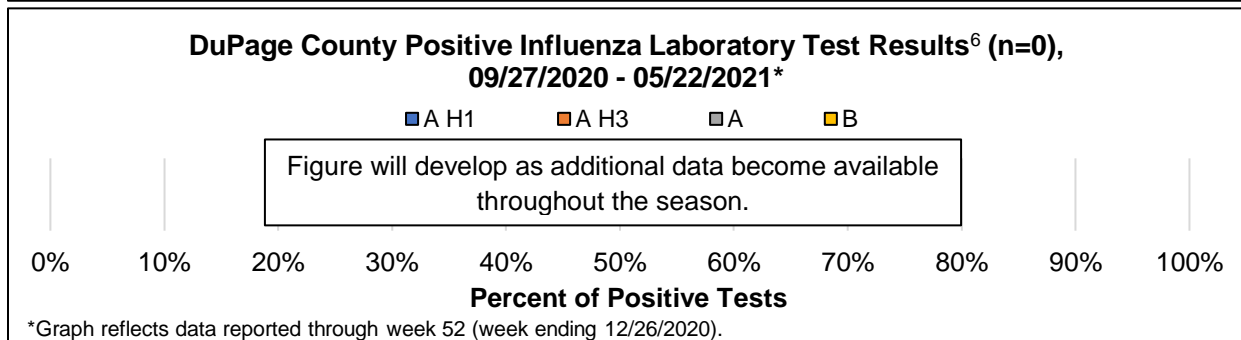 DuPage County Positive Influenza Laboratory Test Results⁶ (n=0),
09/27/2020 - 05/22/2021*
A H1 A H3 A B
Figure will develop as additional data become available
throughout the season.
0% 10% 20% 30% 40% 50% 60% 70% 80% 90% 100%
Percent of Positive Tests
*Graph reflects data reported through week 52 (week ending 12/26/2020).